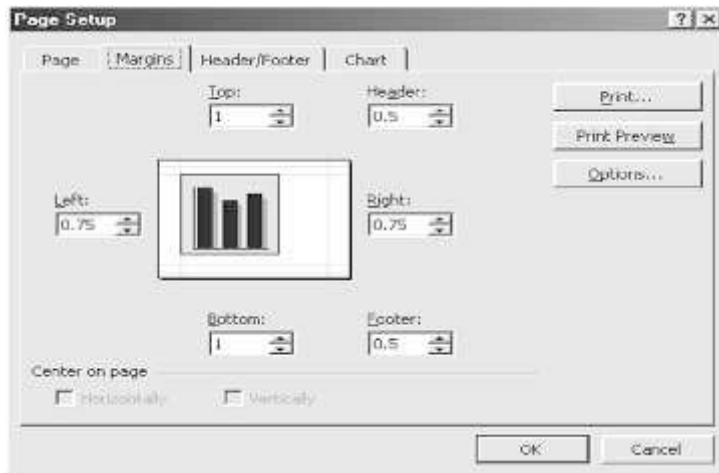 Page Setup
Page Margins Header/Footer Chart
Top: Header:
1 0.5
Print...
Print Preview
Options...
Left: Right:
0.75 0.75
Bottom: Footer:
1 0.5
Center on page
Horizontally Vertically
OK Cancel